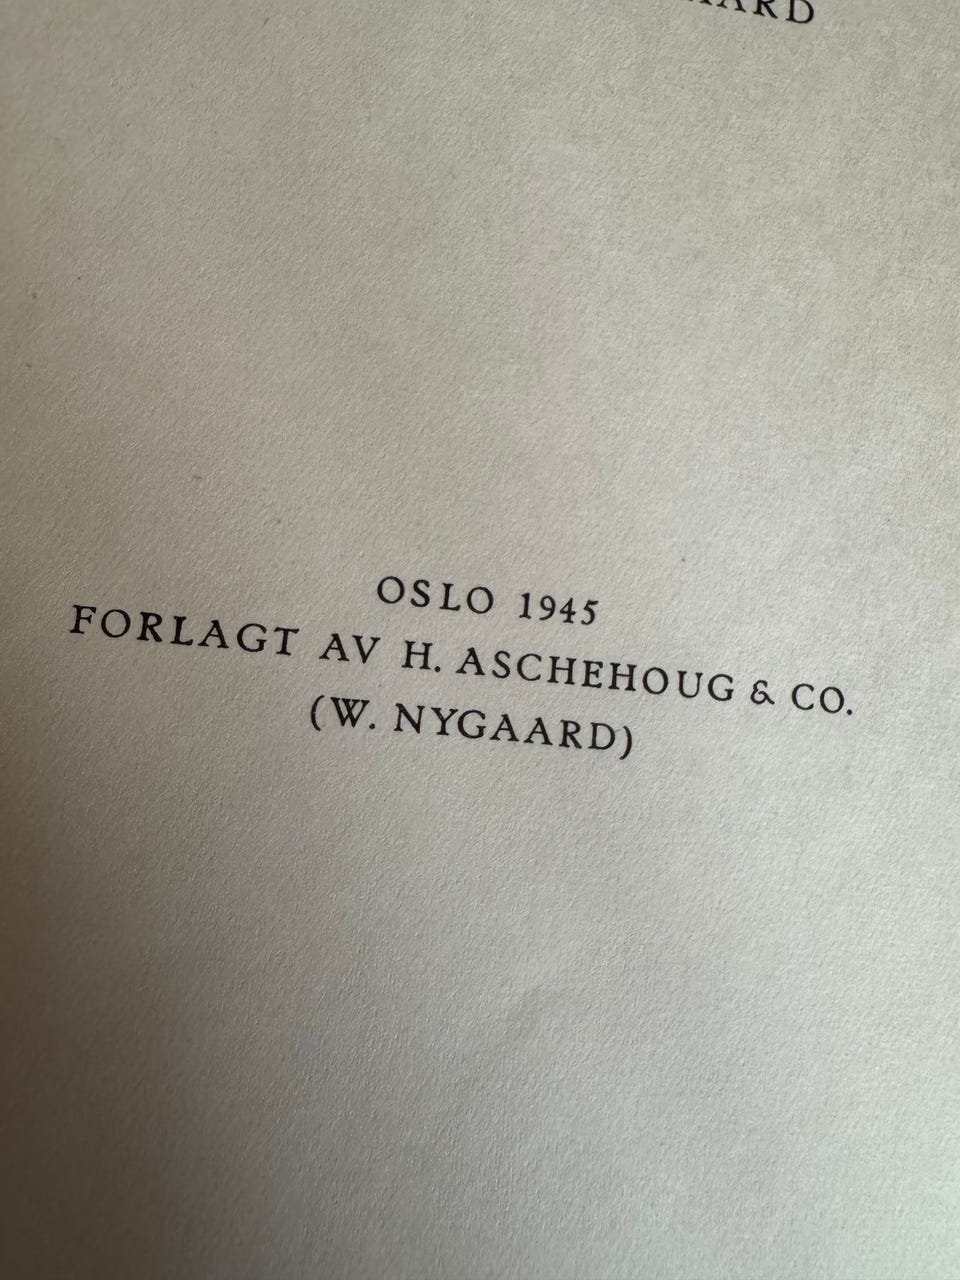 OSLO 1945
FORLAGT AV H. ASCHEHOUG & CO.
(W. NYGAARD)